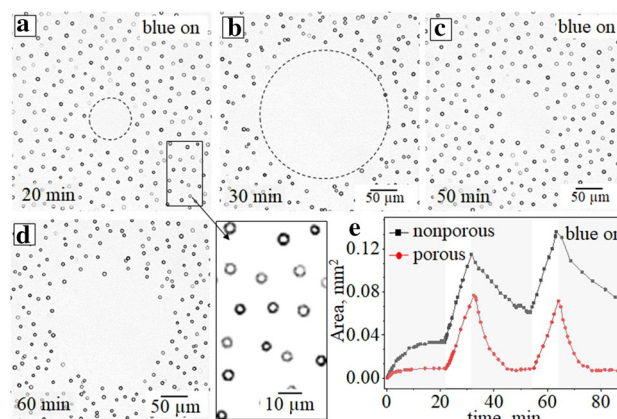 a
blue on
20 min
b
30 min
50 µm
c
blue on
50 min
50 µm
d
60 min
50 µm
10 µm
e
nonporous
porous
blue on
Area, mm²
0.12
0.08
0.04
0.00
0
20
40
60
80
time, min